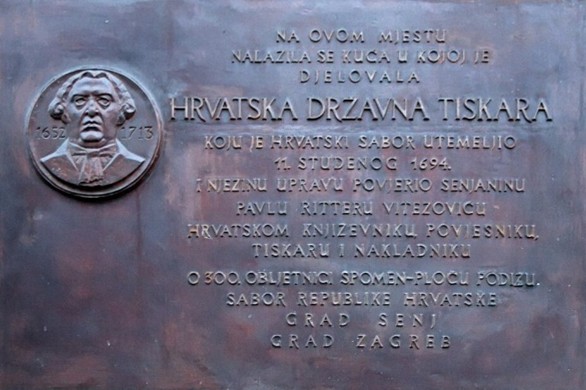 NA OVOM MJESTU
NALAZILA SE KUĆA U KOJOJ JE
DJELOVALA
HRVATSKA DRŽAVNA TISKARA
KOJU JE HRVATSKI SABOR UTEMELJIO
11. STUDENOG 1694.
I NJEZINU UPRAVU POVJERIO SENJANINU
PAVLU RITTERU VITEZOVIĆU
HRVATSKOM KNJIŽEVNIKU, POVJESNIKU,
TISKARU I NAKLADNIKU
O 300. OBLJETNICI SPOMEN-PLOČU PODIŽU:
SABOR REPUBLIKE HRVATSKE
GRAD SENJ
GRAD ZAGREB
1652 1713